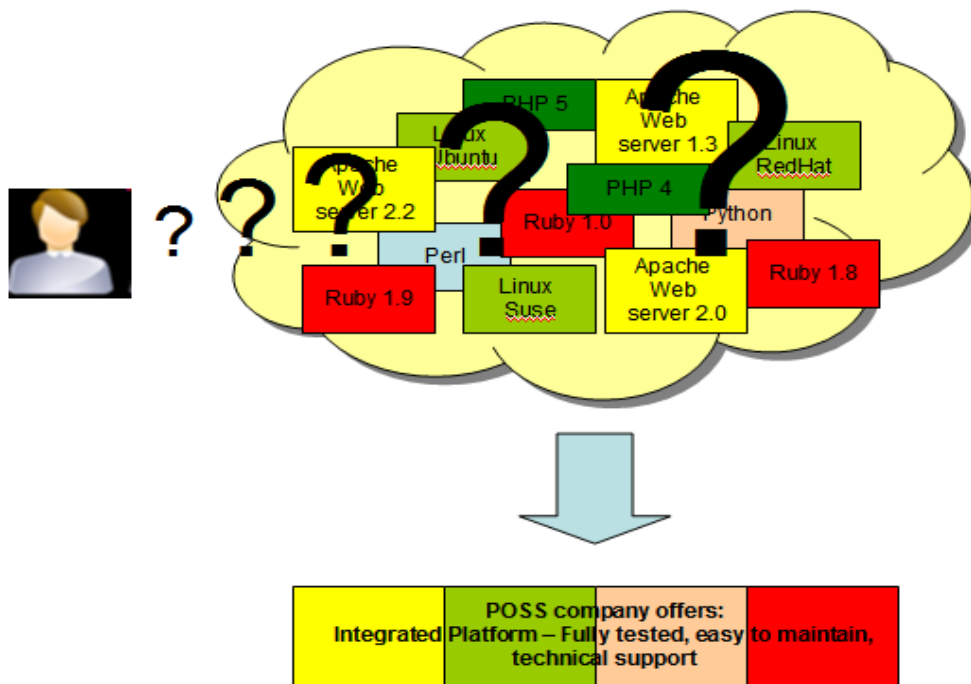 PHP 5
Apache
Web
server 1.3
Linux
Ubuntu
Linux
RedHat
Apache
Web
server 2.2
? ? ? ? ?
PHP 4
Python
Ruby 1.0
Perl
Apache
Web
server 2.0
Ruby 1.8
Ruby 1.9
Linux
Suse
POSS company offers:
Integrated Platform – Fully tested, easy to maintain,
technical support